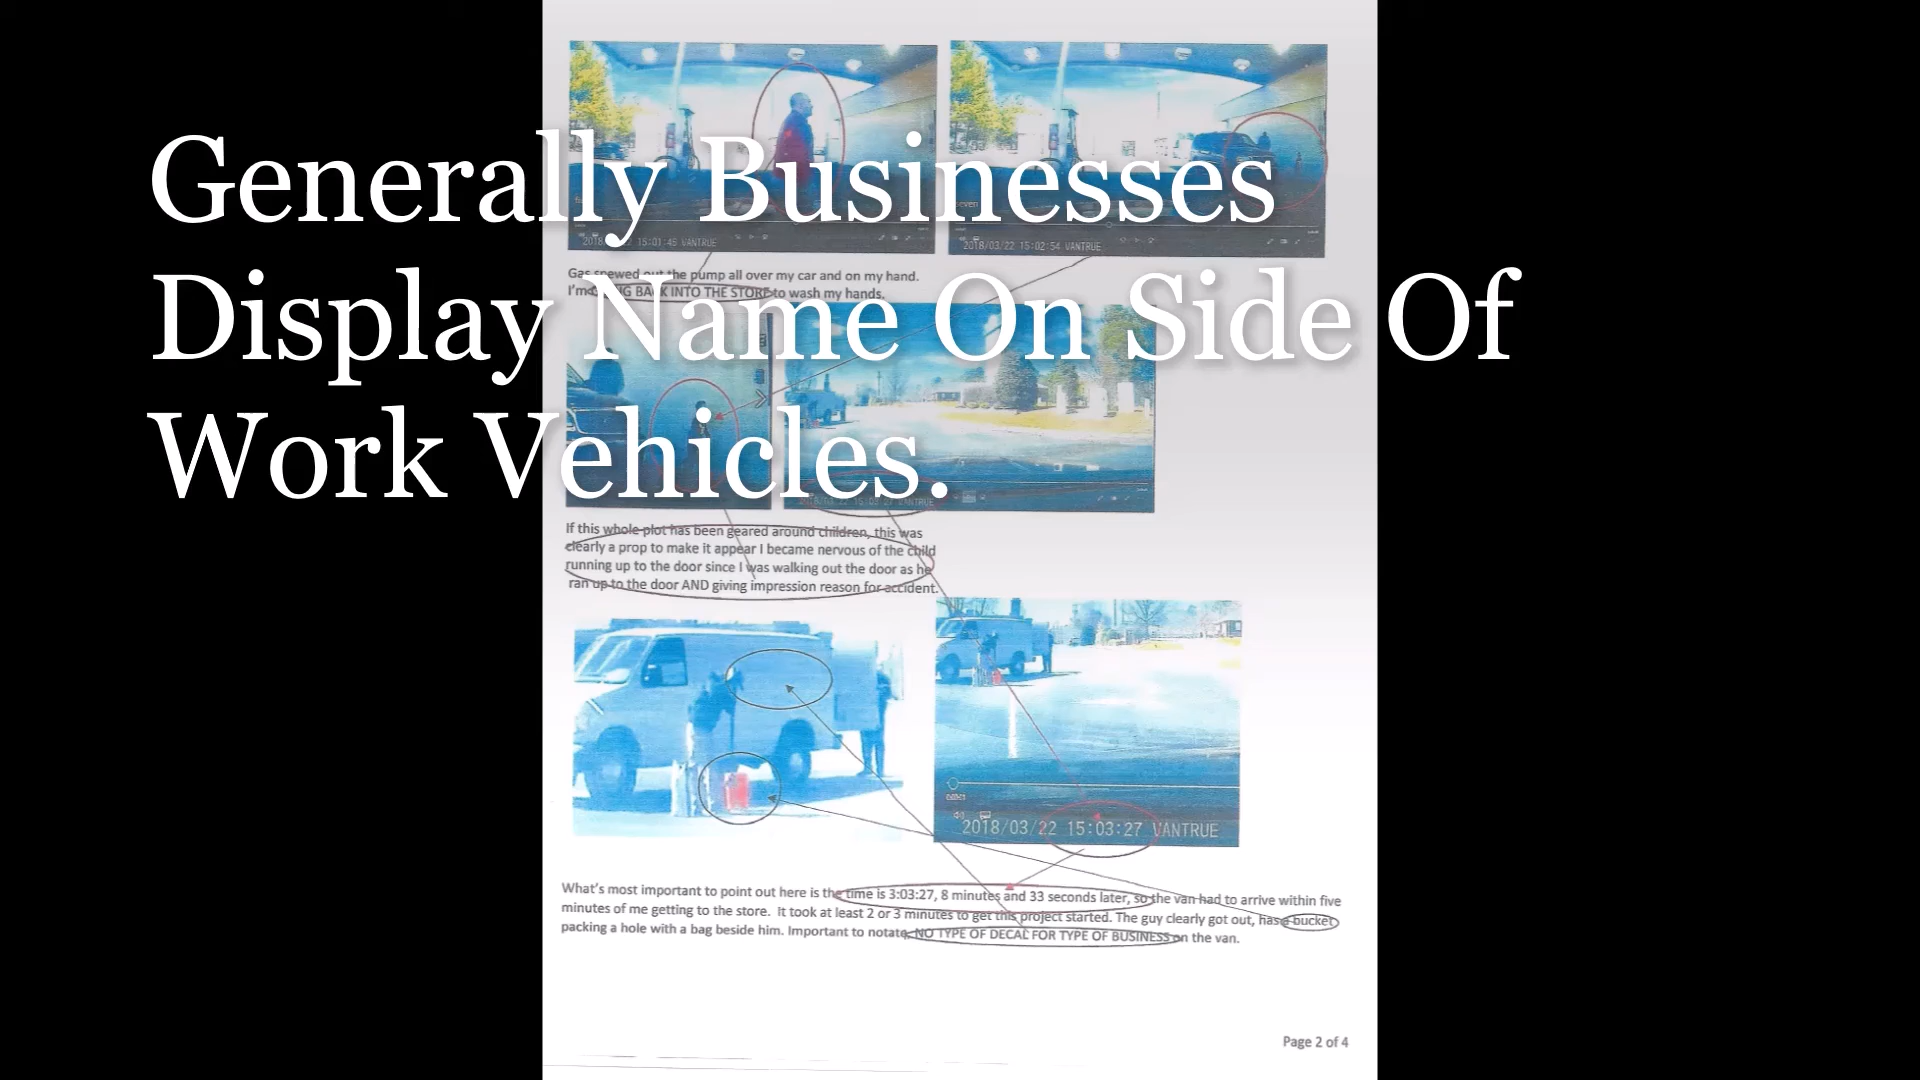 Generally Businesses
Display Name On Side Of
Work Vehicles.
15:01:45 VANTRUE
2018/03/22 15:02:54 VANTRUE
Gas spewed out the pump all over my car and on my hand.
BACK INTO THE STORE to wash my hands.
VANTRUE
If this whole plot has been geared around children, this was
clearly a prop to make it appear I became nervous of the child
running up to the door since I was walking out the door as he
ran up to the door AND giving impression reason for accident.
2018/03/22 15:03:27 VANTRUE
What's most important to point out here is the time is 3:03:27, 8 minutes and 33 seconds later, so the van had to arrive within five
minutes of me getting to the store. It took at least 2 or 3 minutes to get this project started. The guy clearly got out, has a bucket
packing a hole with a bag beside him. Important to notate, NO TYPE OF DECAL FOR TYPE OF BUSINESS on the van.
Page 2 of 4